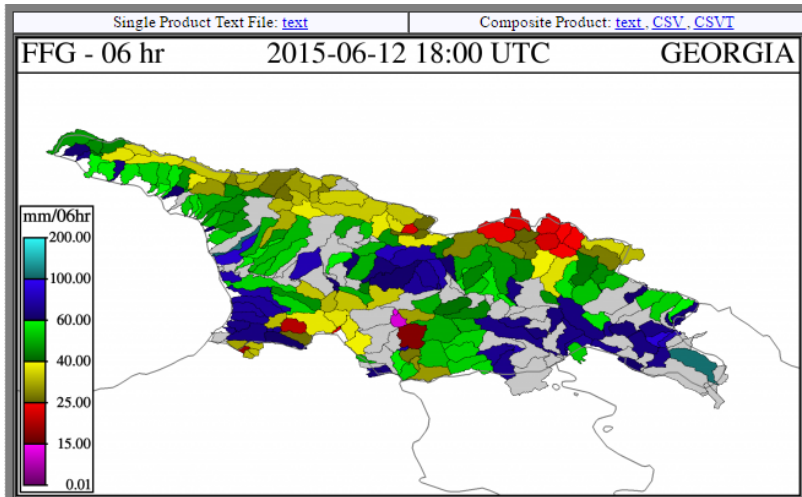 Single Product Text File: text
Composite Product: text , CSV , CSVT
FFG - 06 hr 2015-06-12 18:00 UTC GEORGIA
mm/06hr
200.00
100.00
60.00
40.00
25.00
15.00
0.01